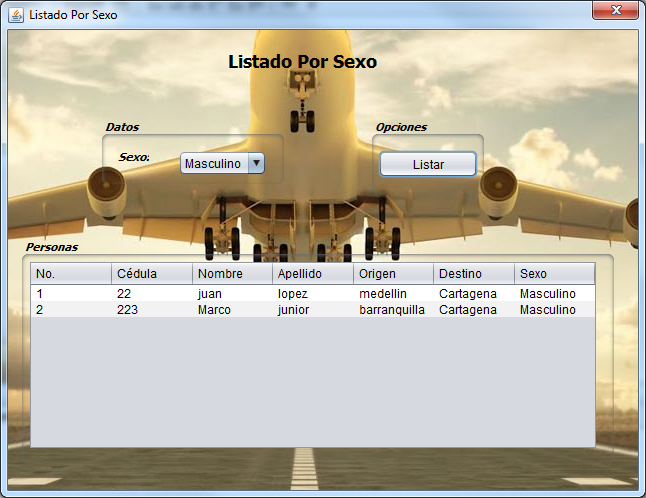 Listado Por Sexo
Listado Por Sexo
Datos
Opciones
Sexo:
Masculino
Listar
Personas
No. Cédula Nombre Apellido Origen Destino Sexo
1 22 juan lopez medellin Cartagena Masculino
2 223 Marco junior barranquilla Cartagena Masculino